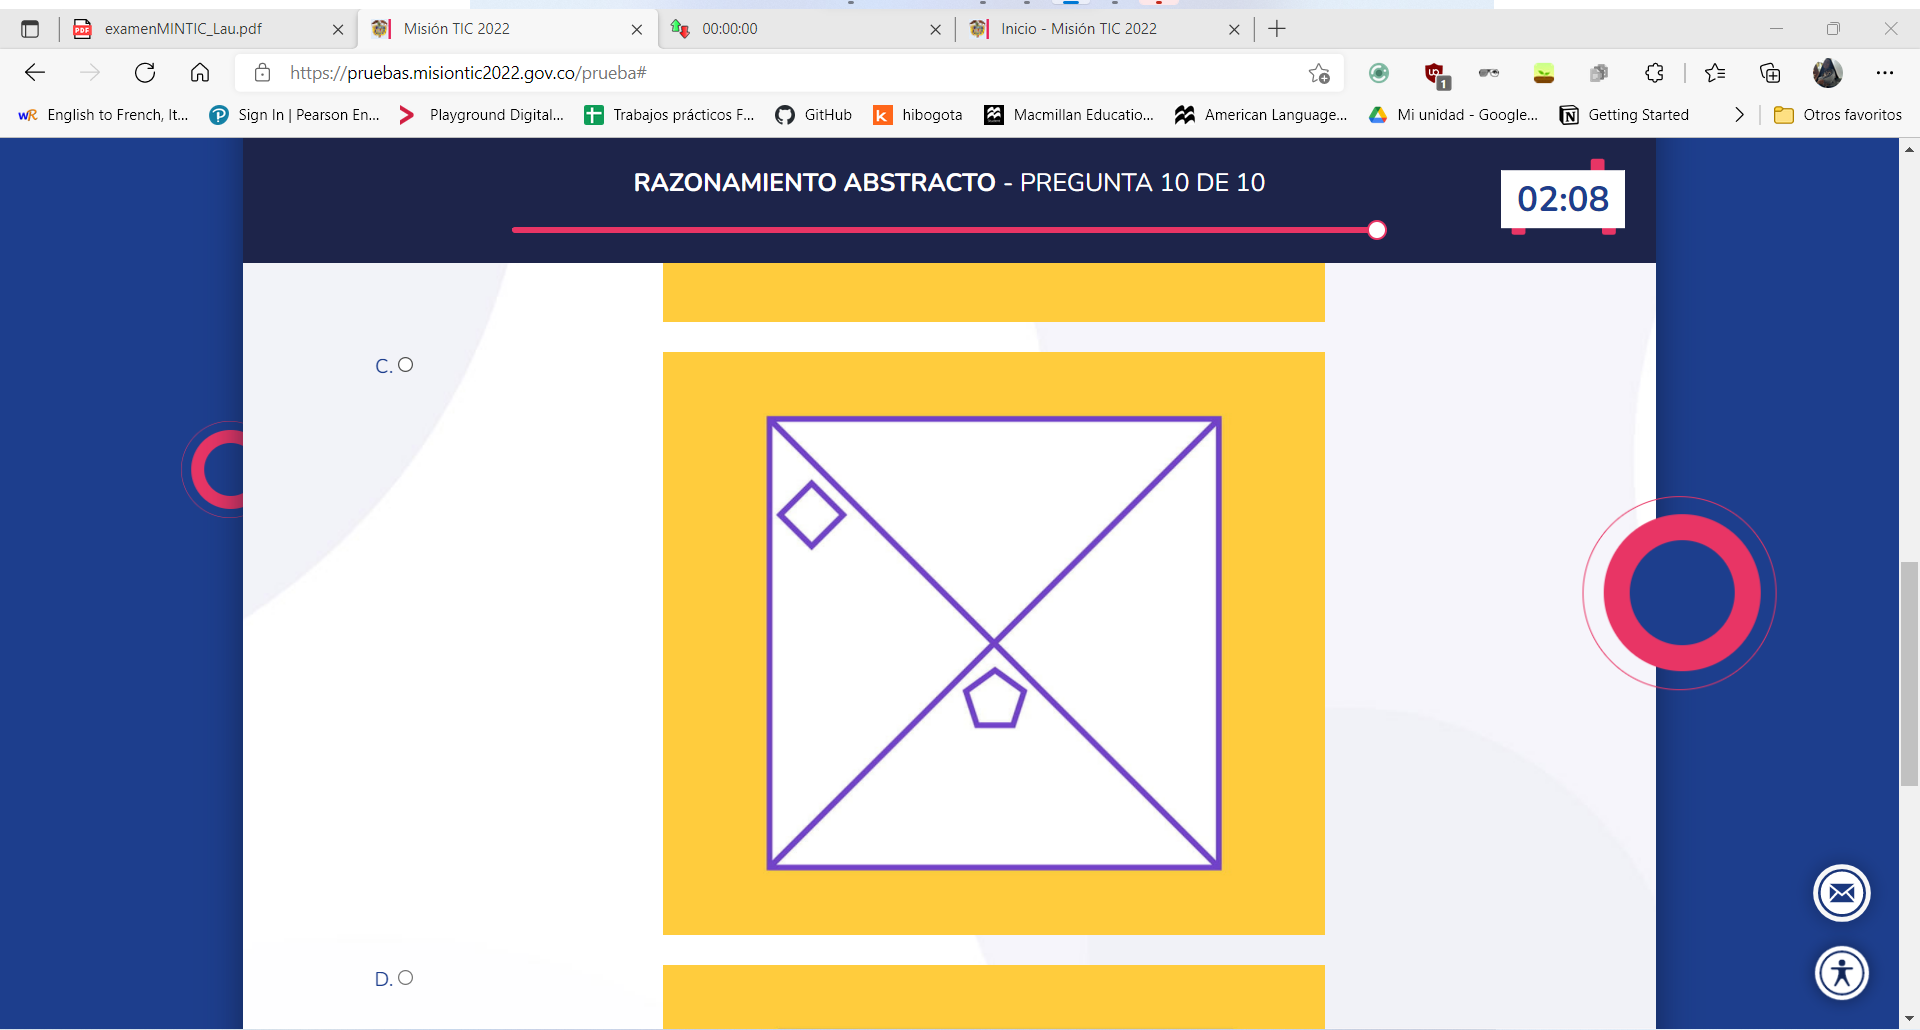 examenMINTIC_Lau.pdf
Misión TIC 2022
00:00:00
Inicio - Misión TIC 2022
https://pruebas.misiontic2022.gov.co/prueba#
1
English to French, It...
Sign In | Pearson En...
Playground Digital...
Trabajos prácticos F...
GitHub
hibogota
Macmillan Educatio...
American Language...
Mi unidad - Google...
Getting Started
Otros favoritos
RAZONAMIENTO ABSTRACTO - PREGUNTA 10 DE 10
02:08
C.
D.